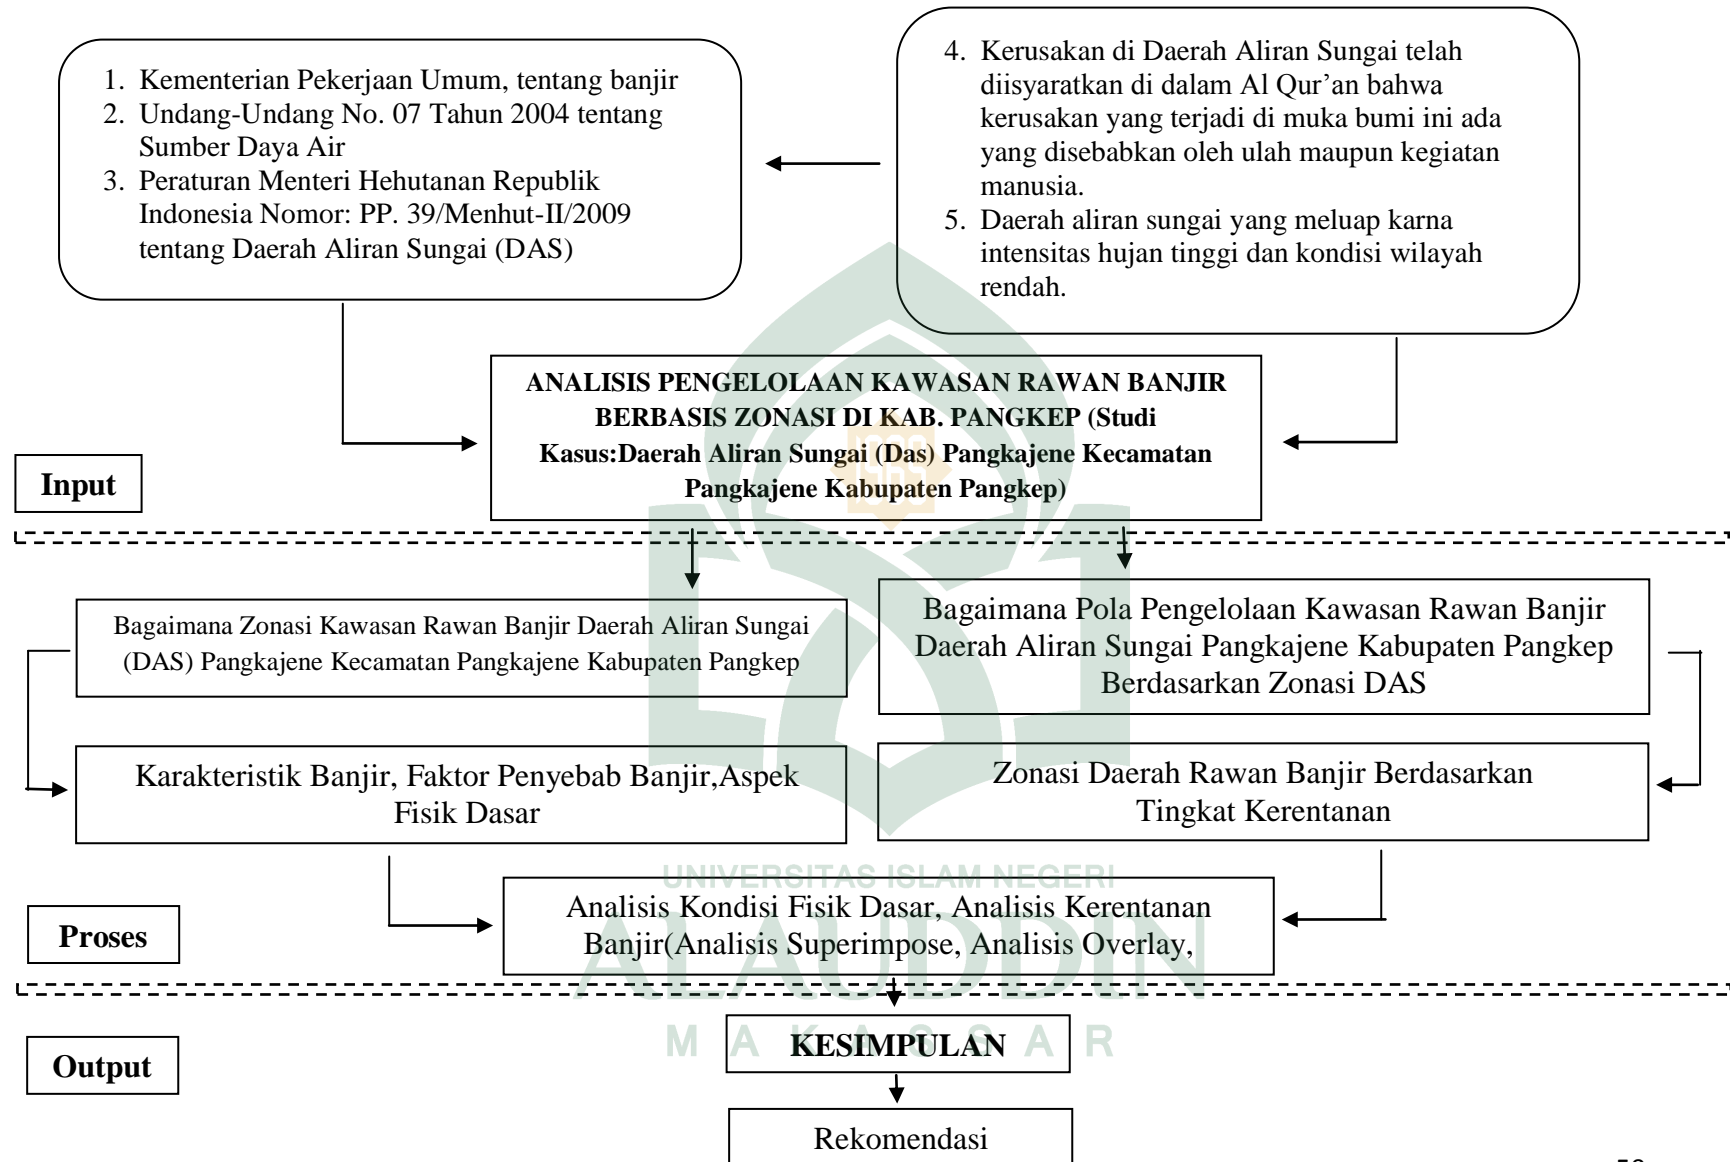 1. Kementerian Pekerjaan Umum, tentang banjir
2. Undang-Undang No. 07 Tahun 2004 tentang
Sumber Daya Air
3. Peraturan Menteri Hehutanan Republik
Indonesia Nomor: PP. 39/Menhut-II/2009
tentang Daerah Aliran Sungai (DAS)
4. Kerusakan di Daerah Aliran Sungai telah
diisyaratkan di dalam Al Qur’an bahwa
kerusakan yang terjadi di muka bumi ini ada
yang disebabkan oleh ulah maupun kegiatan
manusia.
5. Daerah aliran sungai yang meluap karna
intensitas hujan tinggi dan kondisi wilayah
rendah.
ANALISIS PENGELOLAAN KAWASAN RAWAN BANJIR
BERBASIS ZONASI DI KAB. PANGKEP (Studi
Kasus:Daerah Aliran Sungai (Das) Pangkajene Kecamatan
Pangkajene Kabupaten Pangkep)
1965
Input
Bagaimana Zonasi Kawasan Rawan Banjir Daerah Aliran Sungai
(DAS) Pangkajene Kecamatan Pangkajene Kabupaten Pangkep
Bagaimana Pola Pengelolaan Kawasan Rawan Banjir
Daerah Aliran Sungai Pangkajene Kabupaten Pangkep
Berdasarkan Zonasi DAS
Karakteristik Banjir, Faktor Penyebab Banjir,Aspek
Fisik Dasar
Zonasi Daerah Rawan Banjir Berdasarkan
Tingkat Kerentanan
UNIVERSITAS ISLAM NEGERI
Analisis Kondisi Fisik Dasar, Analisis Kerentanan
Banjir(Analisis Superimpose, Analisis Overlay,
Proses
ALAUDDIN
MAKASSAR
KESIMPULAN
Output
Rekomendasi